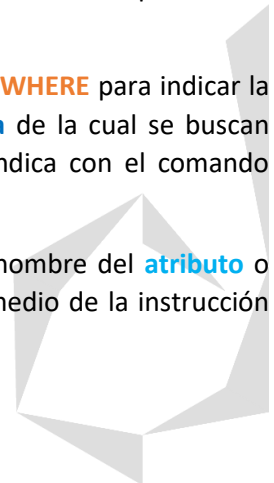 WHERE para indicar la
de la cual se buscan
ndica con el comando
nombre del atributo o
medio de la instrucción